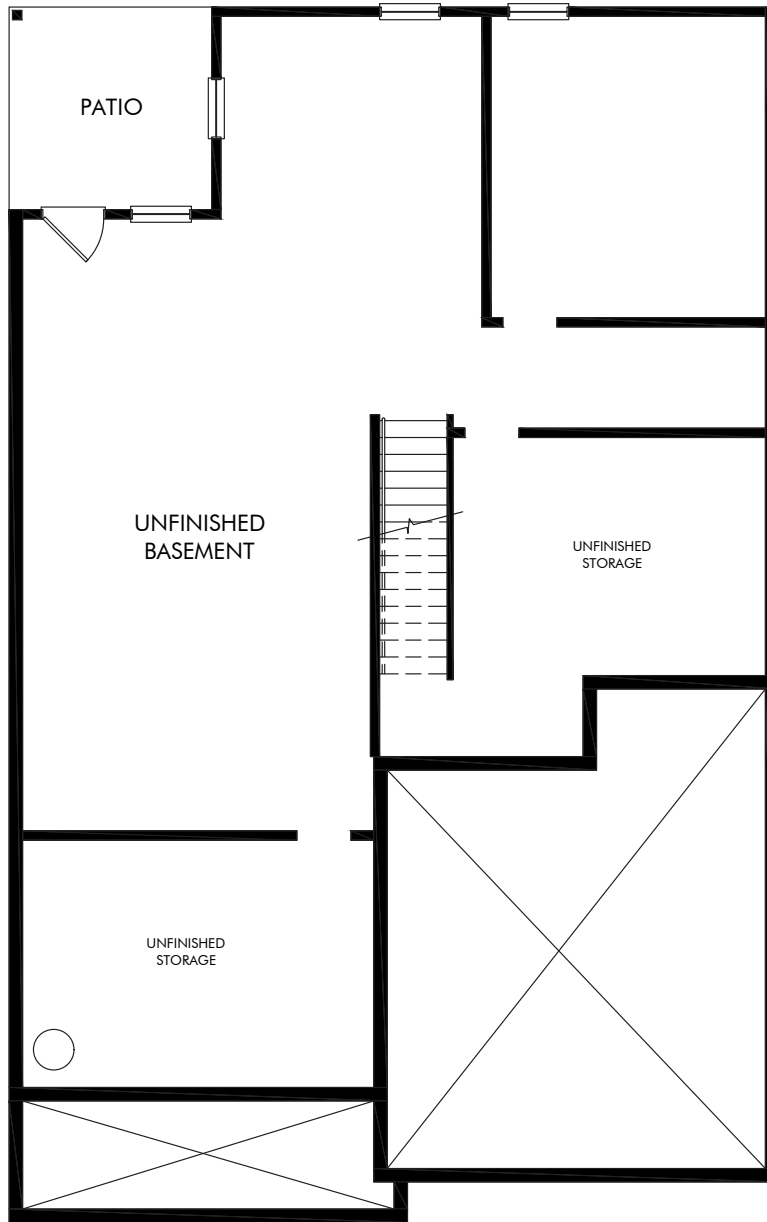 PATIO
UNFINISHED
BASEMENT
UNFINISHED
STORAGE
UNFINISHED
STORAGE